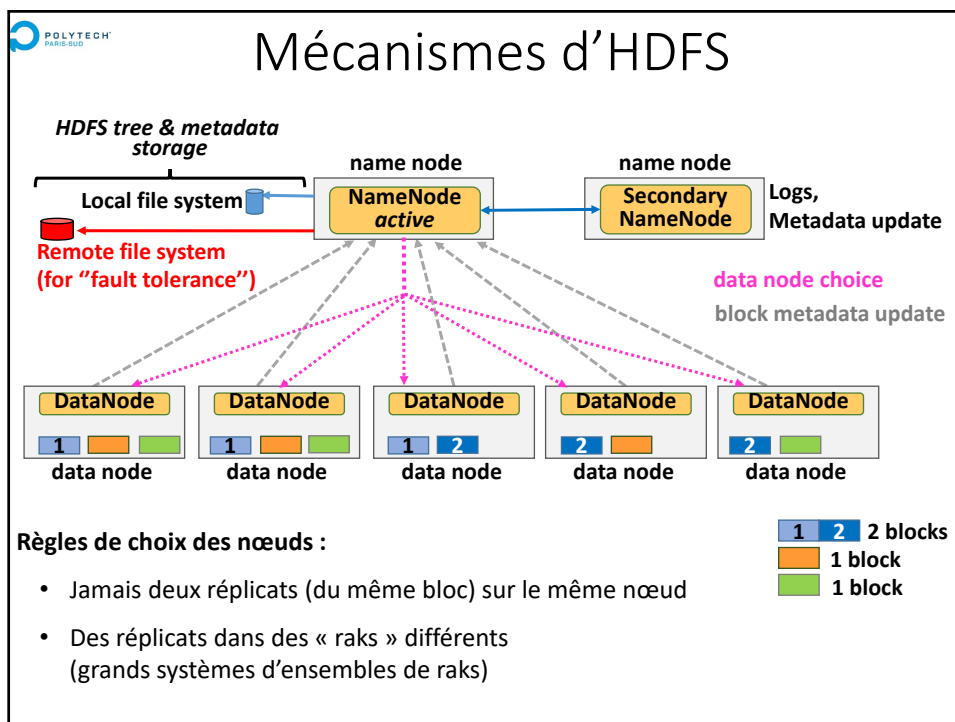 POLYTECH
PARIS-SUD
Mécanismes d’HDFS
HDFS tree & metadata
storage
name node
name node
Local file system
NameNode
active
Secondary
NameNode
Logs,
Metadata update
Remote file system
(for ‘‘fault tolerance’’)
data node choice
block metadata update
DataNode
DataNode
DataNode
DataNode
DataNode
1
1
1 2
2
2
data node
data node
data node
data node
data node
Règles de choix des nœuds :
1 2 2 blocks
1 block
1 block
• Jamais deux réplicats (du même bloc) sur le même nœud
• Des réplicats dans des « raks » différents
(grands systèmes d’ensembles de raks)